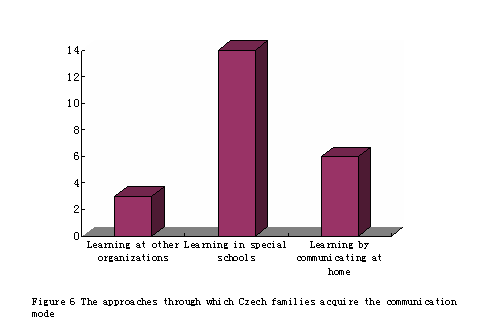 14
12
10
8
6
4
2
0
Learning at other Learning in special Learning by
organizations schools communicating at
home
Figure 6 The approaches through which Czech families acquire the communication
mode